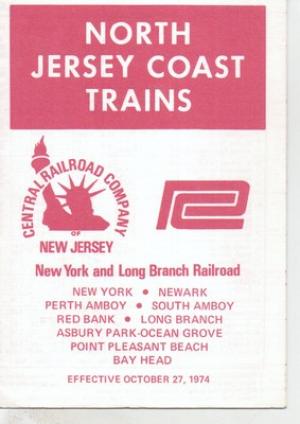 NORTH
JERSEY COAST
TRAINS
CENTRAL RAILROAD COMPANY
OF
NEW JERSEY
New York and Long Branch Railroad
NEW YORK • NEWARK
PERTH AMBOY • SOUTH AMBOY
RED BANK • LONG BRANCH
ASBURY PARK-OCEAN GROVE
POINT PLEASANT BEACH
BAY HEAD
EFFECTIVE OCTOBER 27, 1974